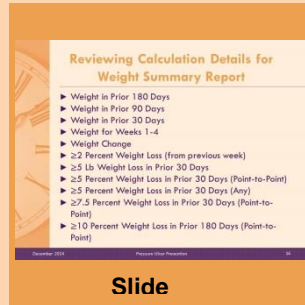 Reviewing Calculation Details for
Weight Summary Report
► Weight in Prior 180 Days
► Weight in Prior 90 Days
► Weight in Prior 30 Days
► Weight for Weeks 1-4
► Weight Change
► ≥2 Percent Weight Loss (from previous week)
► ≥5 Lb Weight Loss in Prior 30 Days
► ≥5 Percent Weight Loss in Prior 30 Days (Point-to-Point)
► ≥5 Percent Weight Loss in Prior 30 Days (Any)
► ≥7.5 Percent Weight Loss in Prior 30 Days (Point-to-
Point)
► ≥10 Percent Weight Loss in Prior 180 Days (Point-to-
Point)
Pressure Ulcer Prevention
Slide